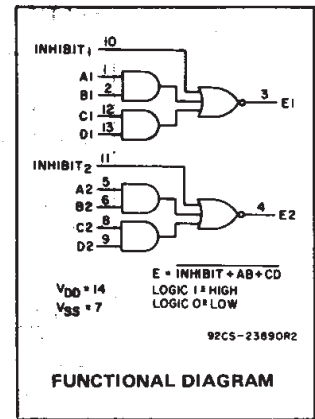 INHIBIT1 10
A1 1
B1 2
C1 12
D1 13
3 E1
INHIBIT2 11
A2 5
B2 6
C2 8
D2 9
4 E2
E = INHIBIT + AB + CD
VDD = 14
VSS = 7
LOGIC 1 = HIGH
LOGIC 0 = LOW
92CS-23690R2
FUNCTIONAL DIAGRAM